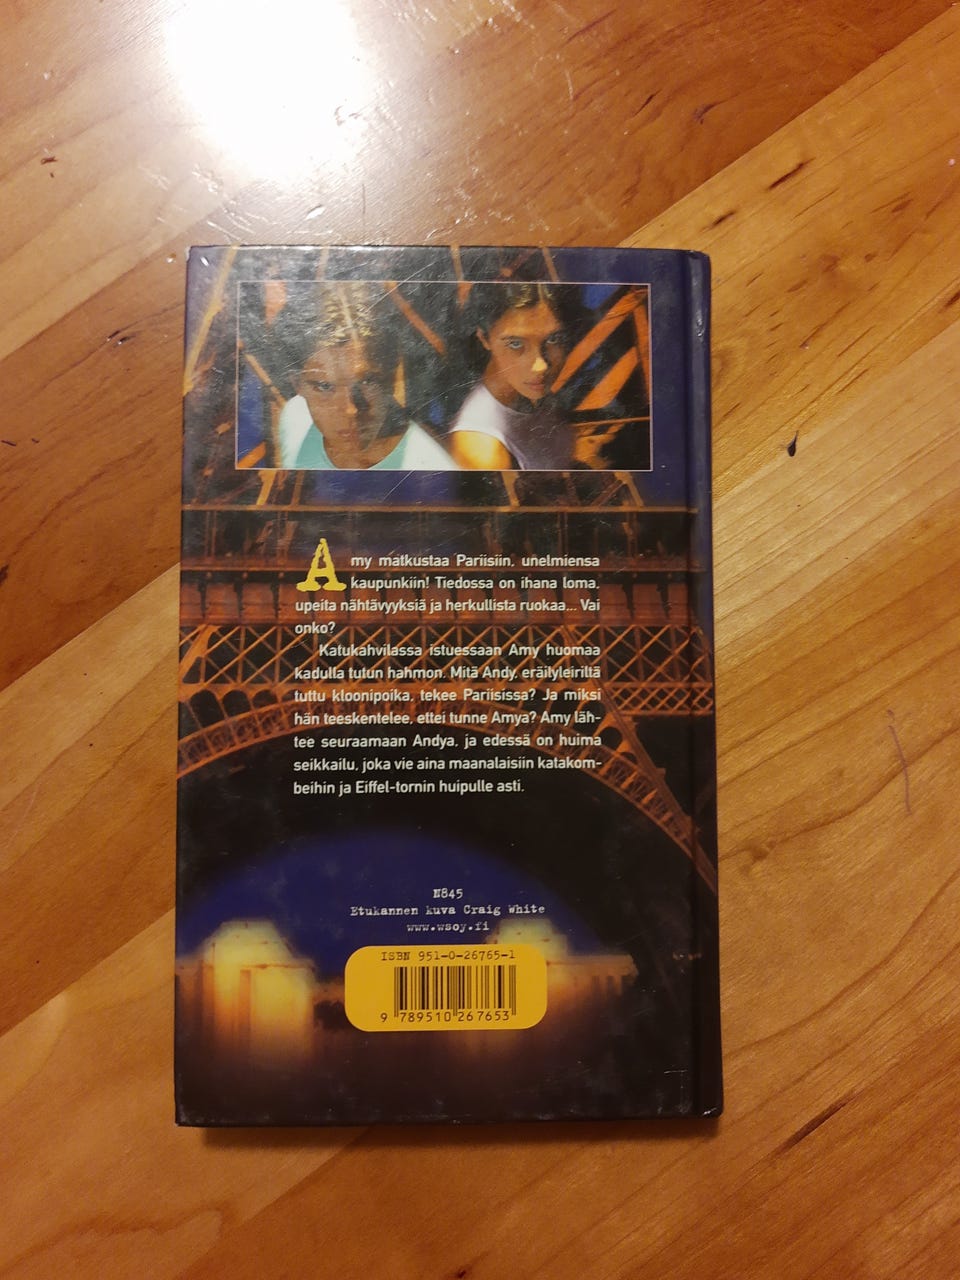 Amy matkustaa Pariisiin, unelmiensa
kaupunkiin! Tiedossa on ihana loma,
upeita nähtävyyksiä ja herkullista ruokaa... Vai
onko?
Katukahvilassa istuessaan Amy huomaa
kadulla tutun hahmon. Mitä Andy, eräilyleiriltä
tuttu kloonipoika, tekee Pariisissa? Ja miksi
hän teeskentelee, ettei tunne Amya? Amy läh-
tee seuraamaan Andya, ja edessä on huima
seikkailu, joka vie aina maanalaisiin katakom-
beihin ja Eiffel-tornin huipulle asti.
N845
Etukannen kuva Craig White
www.wsoy.fi
ISBN 951-0-26765-1
9 789510 267653